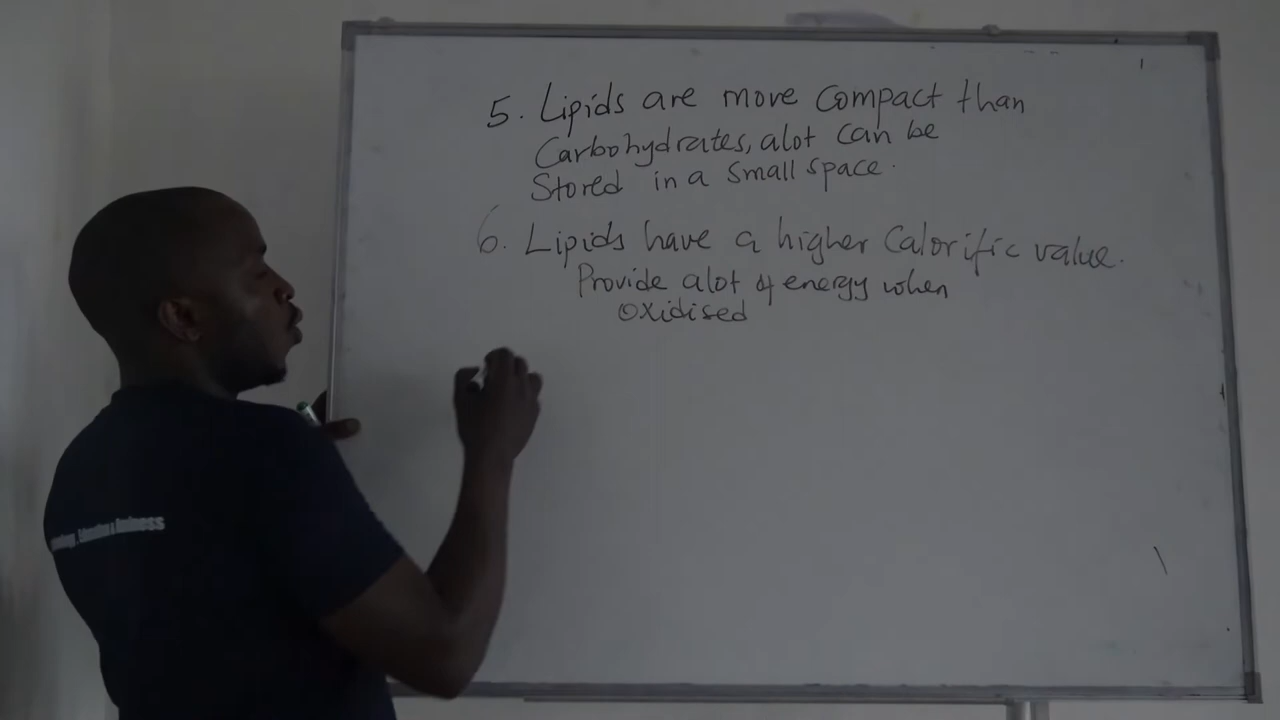 5. Lipids are more compact than
Carbohydrates, alot can be
Stored in a small space.
6. Lipids have a higher Calorific value.
Provide alot of energy when
Oxidised
Business